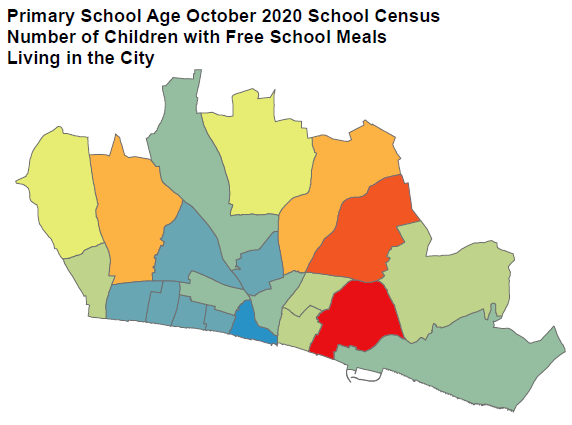 Primary School Age October 2020 School Census
Number of Children with Free School Meals
Living in the City